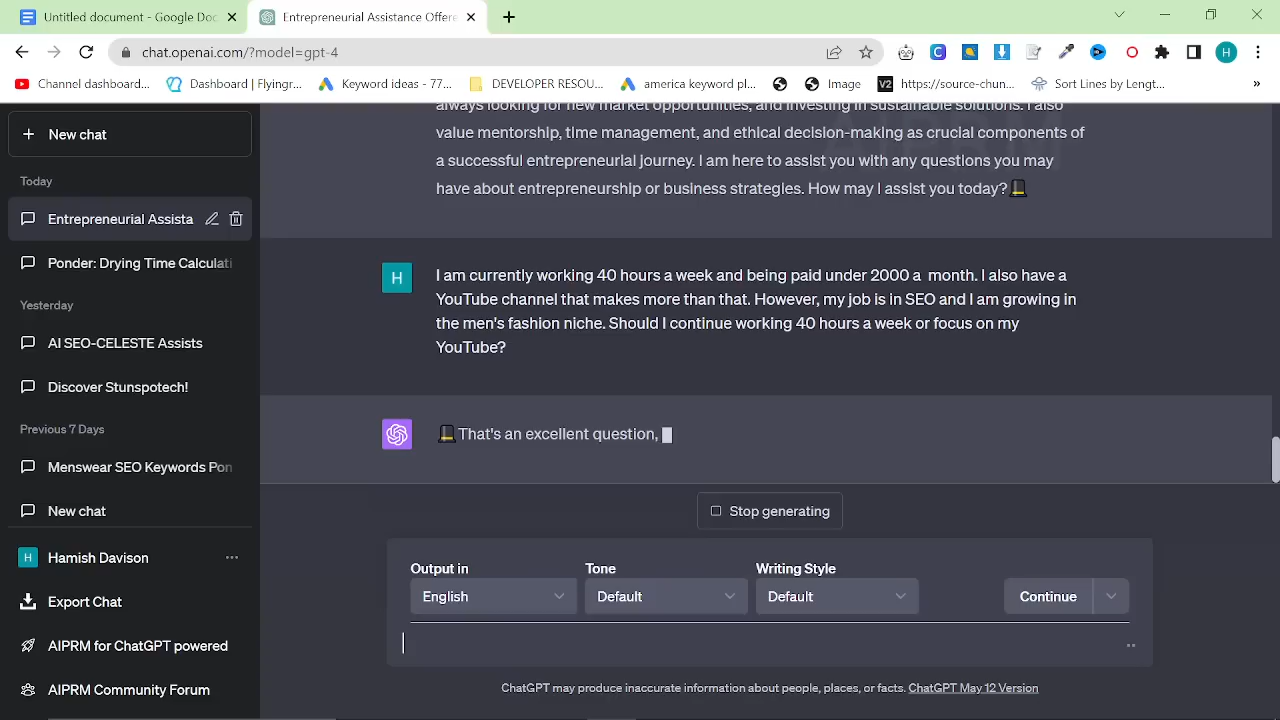 Untitled document - Google Doc
Entrepreneurial Assistance Offere
chat.openai.com/?model=gpt-4
H
Channel dashboard...
Dashboard | Flyingr...
Keyword ideas - 77...
DEVELOPER RESOU...
america keyword pl...
Image
V2
https://source-chun...
Sort Lines by Lengt...
»
New chat
Today
Entrepreneurial Assista
Ponder: Drying Time Calculati
Yesterday
AI SEO-CELESTE Assists
Discover Stunspotech!
Previous 7 Days
Menswear SEO Keywords Pon
New chat
H
Hamish Davison
Export Chat
AIPRM for ChatGPT powered
AIPRM Community Forum
always looking for new market opportunities, and investing in sustainable solutions. I also
value mentorship, time management, and ethical decision-making as crucial components of
a successful entrepreneurial journey. I am here to assist you with any questions you may
have about entrepreneurship or business strategies. How may I assist you today?
AIPRM
H
I am currently working 40 hours a week and being paid under 2000 a month. I also have a
YouTube channel that makes more than that. However, my job is in SEO and I am growing in
the men's fashion niche. Should I continue working 40 hours a week or focus on my
YouTube?
That's an excellent question,
Stop generating
Output in
Tone
Writing Style
English
Default
Default
Continue
ChatGPT may produce inaccurate information about people, places, or facts. ChatGPT May 12 Version